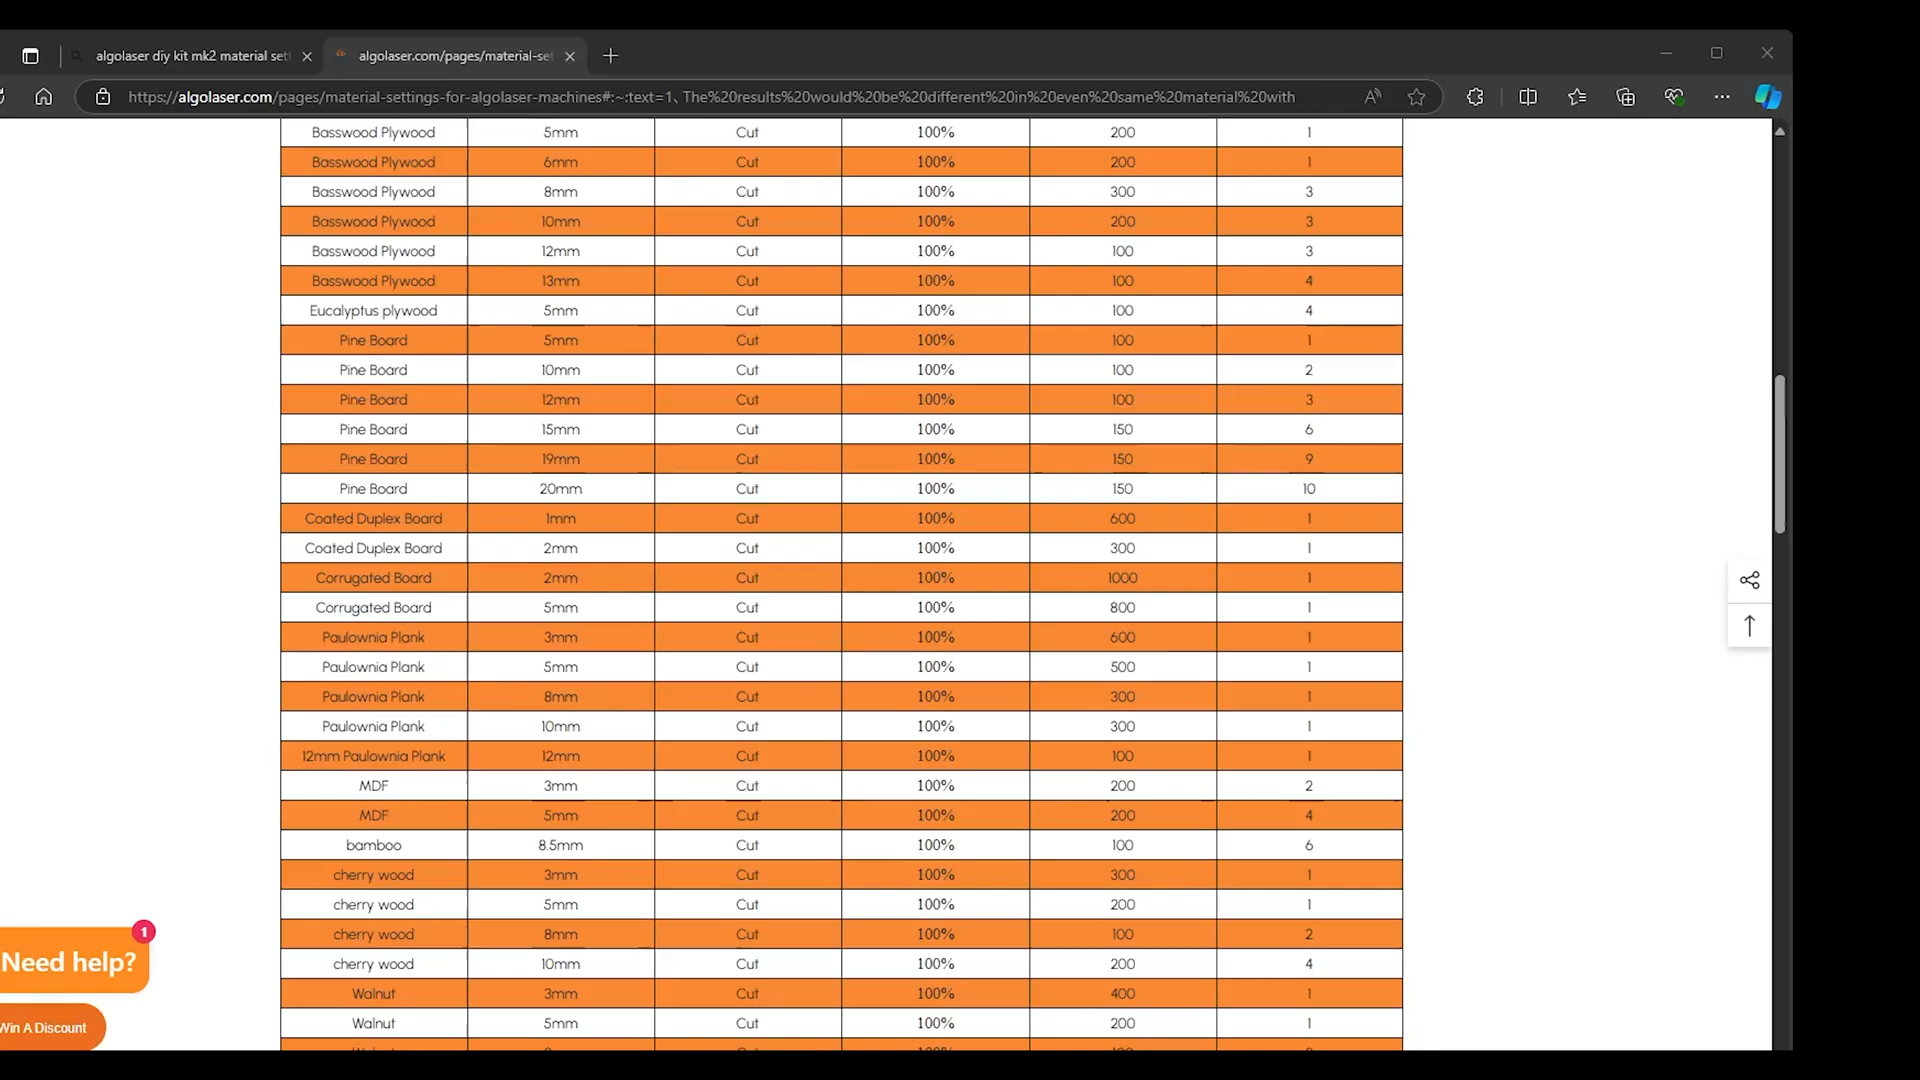 algolaser diy kit mk2 material sett
algolaser.com/pages/material-set
https://algolaser.com/pages/material-settings-for-algolaser-machines#:~:text=1、The%20results%20would%20be%20different%20in%20even%20same%20material%20with
Basswood Plywood 5mm Cut 100% 200 1
Basswood Plywood 6mm Cut 100% 200 1
Basswood Plywood 8mm Cut 100% 300 3
Basswood Plywood 10mm Cut 100% 200 3
Basswood Plywood 12mm Cut 100% 100 3
Basswood Plywood 13mm Cut 100% 100 4
Eucalyptus plywood 5mm Cut 100% 100 4
Pine Board 5mm Cut 100% 100 1
Pine Board 10mm Cut 100% 100 2
Pine Board 12mm Cut 100% 100 3
Pine Board 15mm Cut 100% 150 6
Pine Board 19mm Cut 100% 150 9
Pine Board 20mm Cut 100% 150 10
Coated Duplex Board 1mm Cut 100% 600 1
Coated Duplex Board 2mm Cut 100% 300 1
Corrugated Board 2mm Cut 100% 1000 1
Corrugated Board 5mm Cut 100% 800 1
Paulownia Plank 3mm Cut 100% 600 1
Paulownia Plank 5mm Cut 100% 500 1
Paulownia Plank 8mm Cut 100% 300 1
Paulownia Plank 10mm Cut 100% 300 1
12mm Paulownia Plank 12mm Cut 100% 100 1
MDF 3mm Cut 100% 200 2
MDF 5mm Cut 100% 200 4
bamboo 8.5mm Cut 100% 100 6
cherry wood 3mm Cut 100% 300 1
cherry wood 5mm Cut 100% 200 1
cherry wood 8mm Cut 100% 100 2
cherry wood 10mm Cut 100% 200 4
Walnut 3mm Cut 100% 400 1
Walnut 5mm Cut 100% 200 1
1
Need help?
Win A Discount